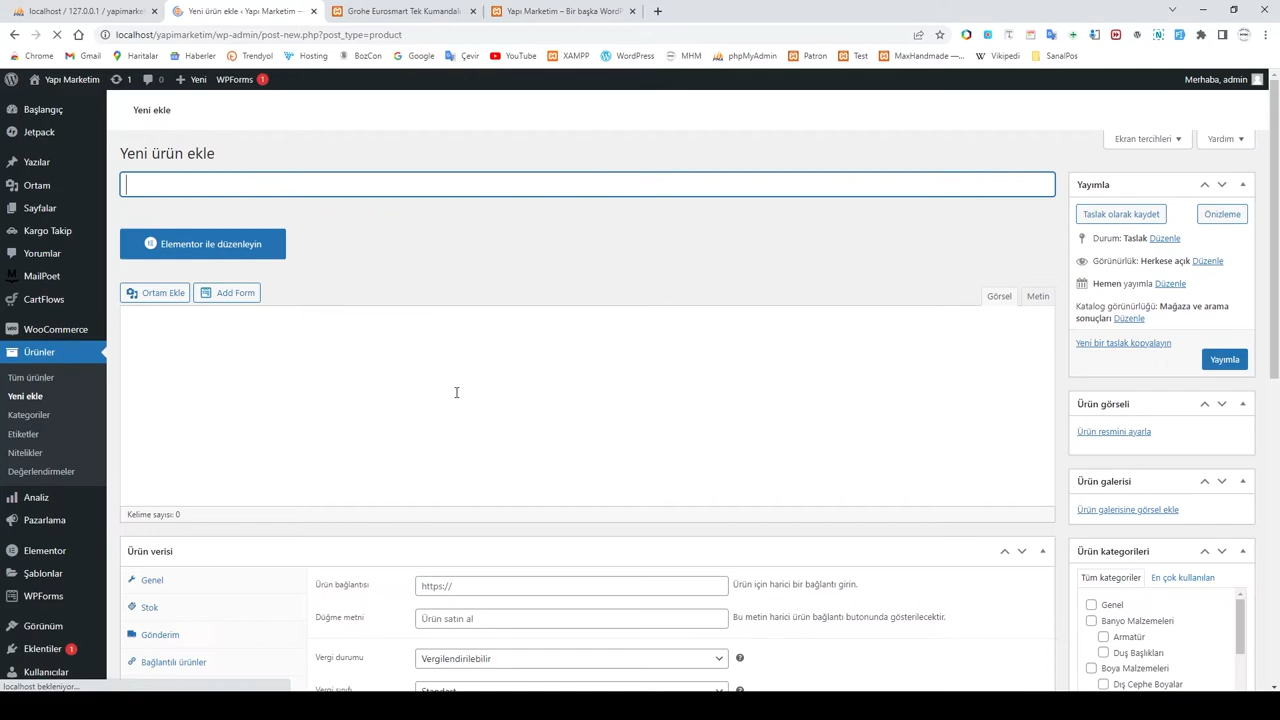 localhost / 127.0.0.1 / yapimarket
Yeni ürün ekle ‹ Yapı Marketim —
Grohe Eurosmart Tek Kumandalı
Yapı Marketim – Bir başka WordP
localhost/yapimarketim/wp-admin/post-new.php?post_type=product
Chrome
Gmail
Haritalar
Haberler
Trendyol
Hosting
BozCon
Google
Çevir
YouTube
XAMPP
WordPress
MHM
phpMyAdmin
Patron
Test
MaxHandmade – ...
Vikipedi
SanalPos
Yapı Marketim
1
0
Yeni
WPForms 1
Merhaba, admin
Başlangıç
Jetpack
Yazılar
Ortam
Sayfalar
Kargo Takip
Yorumlar
MailPoet
CartFlows
WooCommerce
Ürünler
Tüm ürünler
Yeni ekle
Kategoriler
Etiketler
Nitelikler
Değerlendirmeler
Analiz
Pazarlama
Elementor
Şablonlar
WPForms
Görünüm
Eklentiler 1
Kullanıcılar
localhost bekleniyor...
Yeni ekle
Ekran tercihleri
Yardım
Yeni ürün ekle
Elementor ile düzenleyin
Ortam Ekle
Add Form
Görsel
Metin
Kelime sayısı: 0
Ürün verisi
Genel
Stok
Gönderim
Bağlantılı ürünler
Ürün bağlantısı
https://
Ürün için harici bir bağlantı girin.
Düğme metni
Ürün satın al
Bu metin harici ürün bağlantı butonunda gösterilecektir.
Vergi durumu
Vergilendirilebilir
Vergi sınıfı
Standart
Yayımla
Taslak olarak kaydet
Önizleme
Durum: Taslak Düzenle
Görünürlük: Herkese açık Düzenle
Hemen yayımla Düzenle
Katalog görünürlüğü: Mağaza ve arama
sonuçları Düzenle
Yeni bir taslak kopyalayın
Yayımla
Ürün görseli
Ürün resmini ayarla
Ürün galerisi
Ürün galerisine görsel ekle
Ürün kategorileri
Tüm kategoriler
En çok kullanılan
Genel
Banyo Malzemeleri
Armatür
Duş Başlıkları
Boya Malzemeleri
Dış Cephe Boyalar